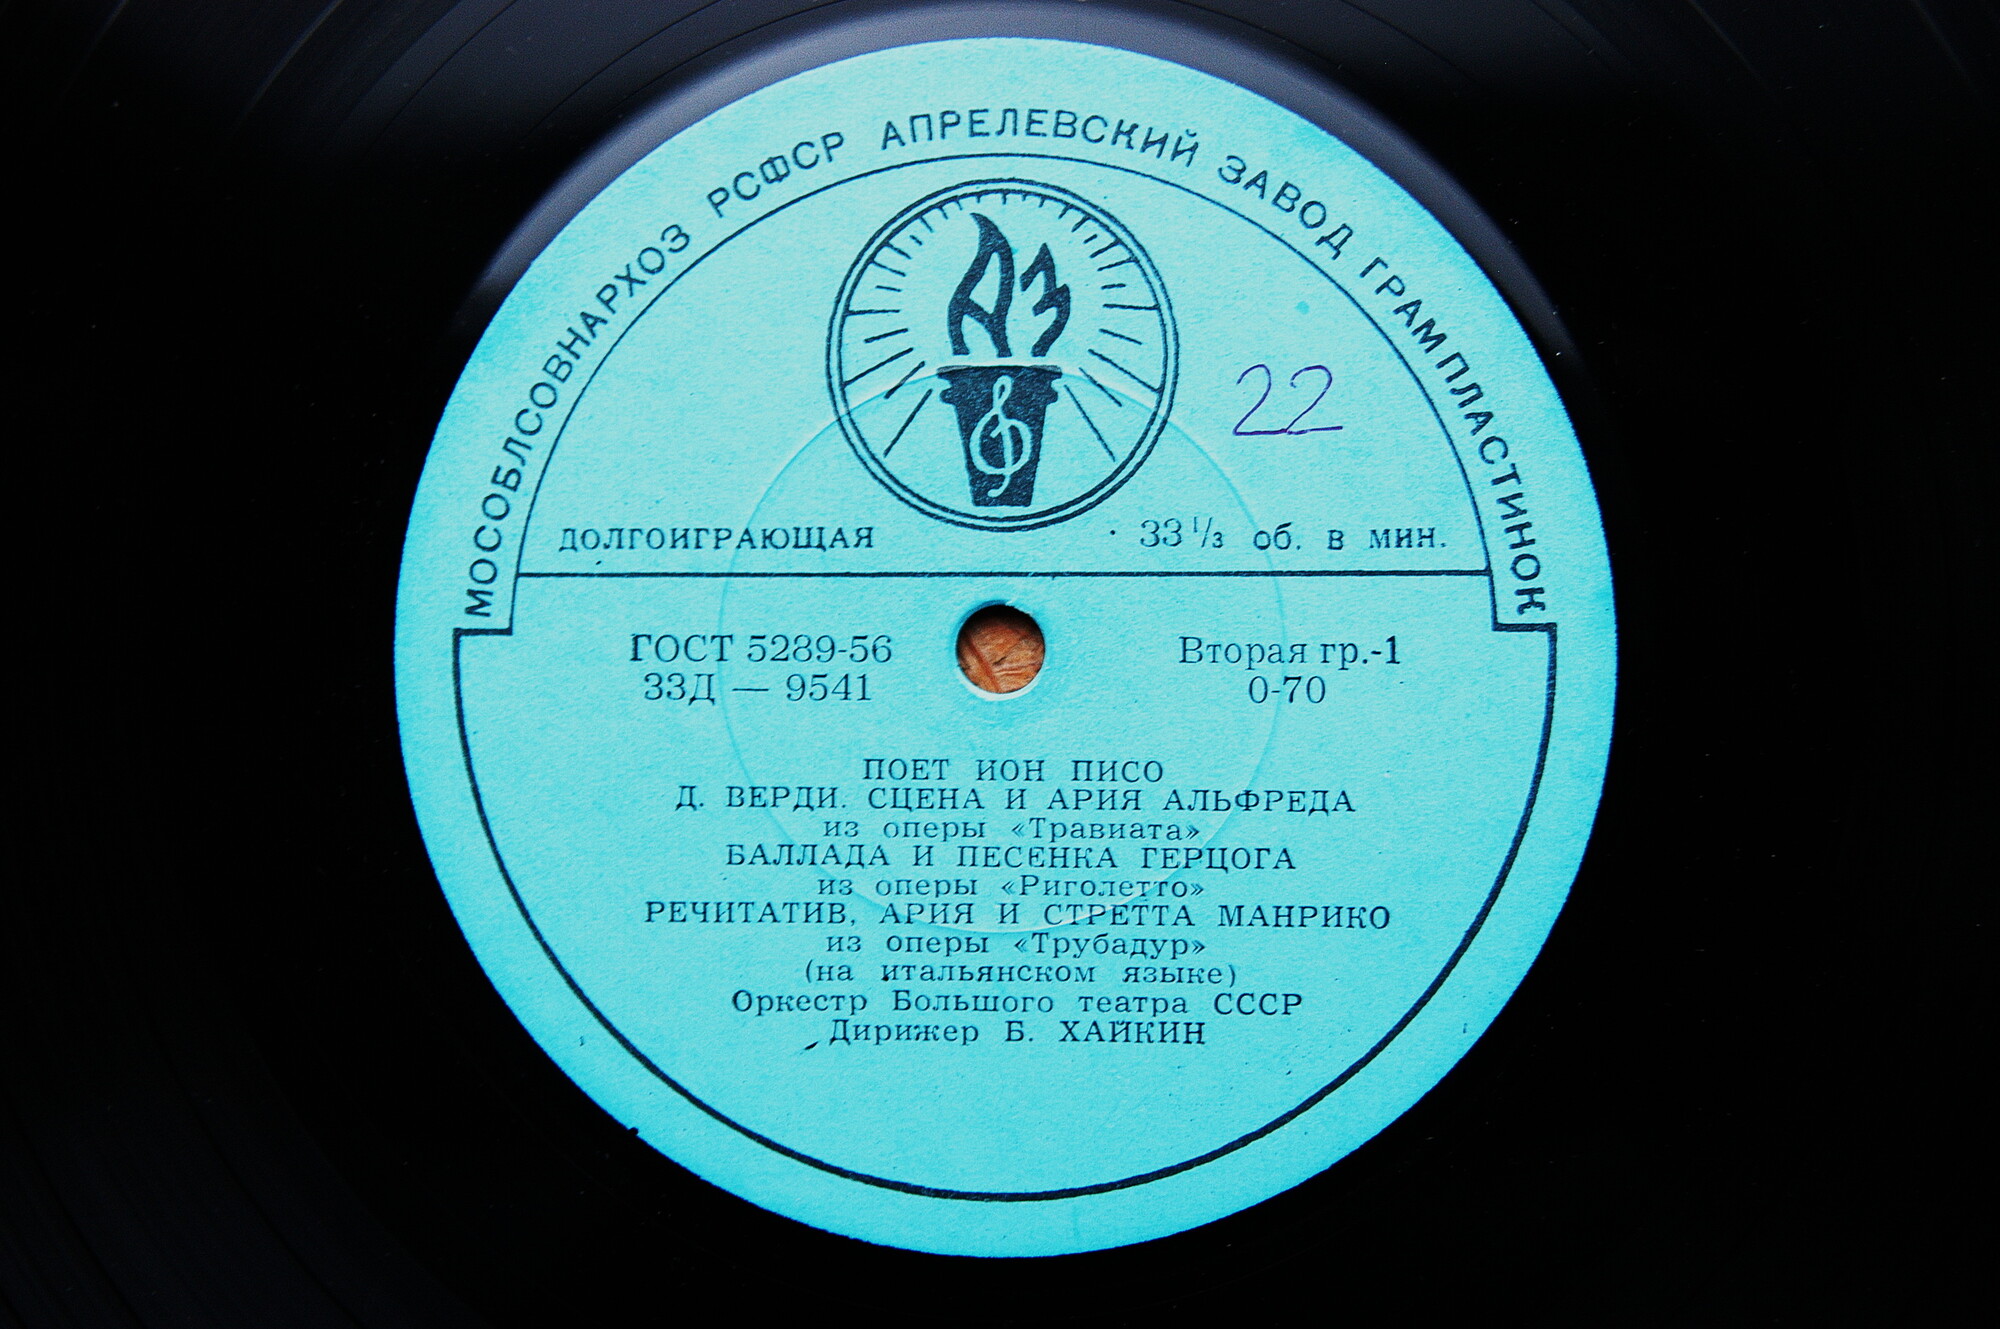 МОСОБЛСОВНАРХОЗ РСФСР АПРЕЛЕВСКИЙ ЗАВОД ГРАМПЛАСТИНОК
АЗ
22
ДОЛГОИГРАЮЩАЯ · 33 1/3 об. в мин.
ГОСТ 5289-56 Вторая гр.-1
33Д — 9541 0-70
ПОЕТ ИОН ПИСО
Д. ВЕРДИ. СЦЕНА И АРИЯ АЛЬФРЕДА
из оперы «Травиата»
БАЛЛАДА И ПЕСЕНКА ГЕРЦОГА
из оперы «Риголетто»
РЕЧИТАТИВ, АРИЯ И СТРЕТТА МАНРИКО
из оперы «Трубадур»
(на итальянском языке)
Оркестр Большого театра СССР
Дирижер Б. ХАЙКИН